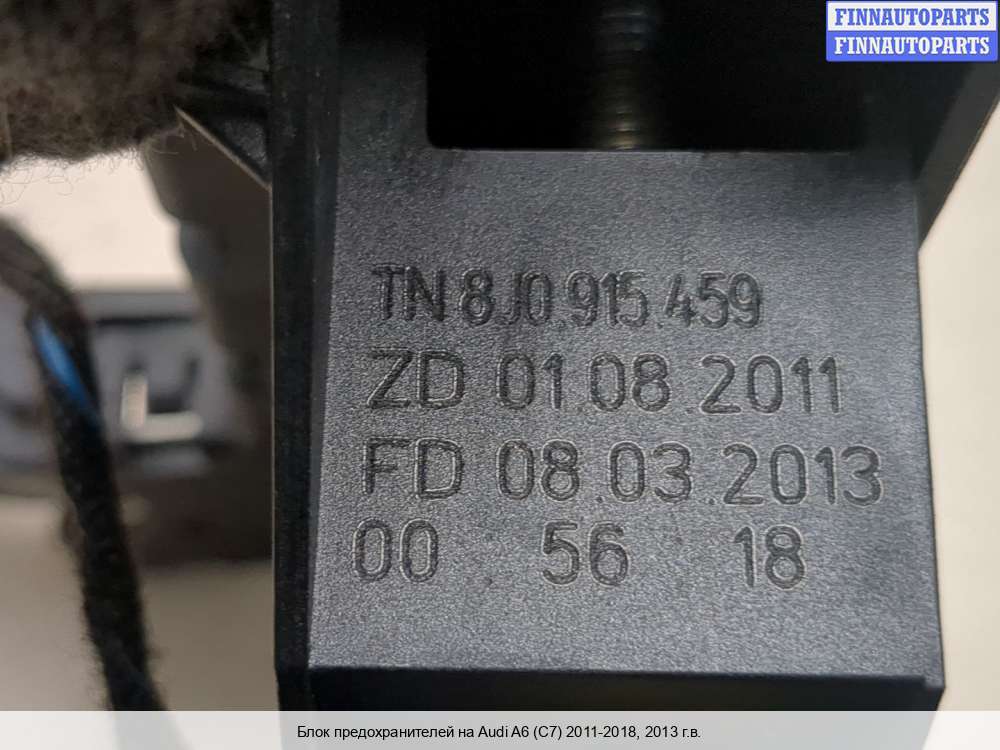 FINNAUTOPARTS
FINNAUTOPARTS
TN 8J0.915.459
ZD 01.08.2011
FD 08.03.2013
00 56 18
Блок предохранителей на Audi A6 (C7) 2011-2018, 2013 г.в.